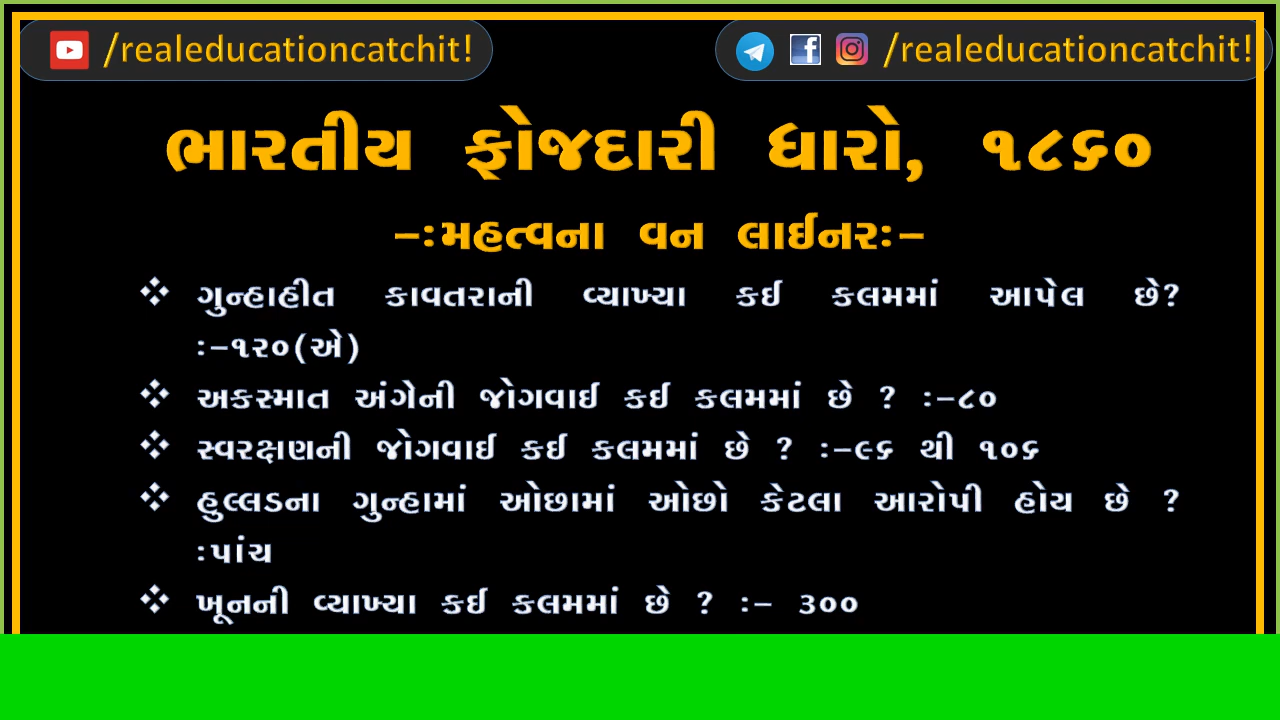 /realeducationcatchit!
/realeducationcatchit!
ભારતીય ફોજદારી ધારો, ૧૮૬૦
-:મહત્વના વન લાઈનર:-
❖ ગુન્હાહીત કાવતરાની વ્યાખ્યા કઈ કલમમાં આપેલ છે?
:-૧૨૦(એ)
❖ અકસ્માત અંગેની જોગવાઈ કઈ કલમમાં છે ? :-૮૦
❖ સ્વરક્ષણની જોગવાઈ કઈ કલમમાં છે ? :-૯૬ થી ૧૦૬
❖ હુલ્લડના ગુન્હામાં ઓછામાં ઓછો કેટલા આરોપી હોય છે ?
:પાંચ
❖ ખૂનની વ્યાખ્યા કઈ કલમમાં છે ? :- ૩૦૦